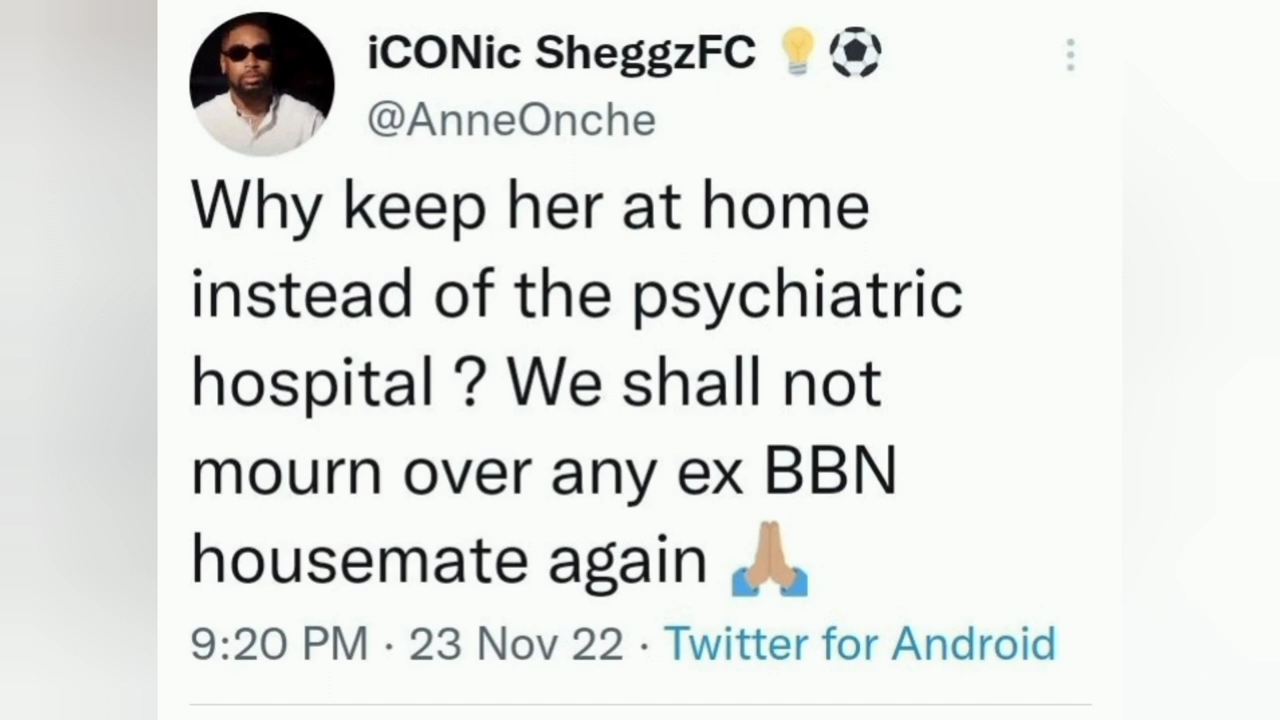 iCONic SheggzFC 💡⚽
@AnneOnche
Why keep her at home
instead of the psychiatric
hospital ? We shall not
mourn over any ex BBN
housemate again 🙏🏽
9:20 PM · 23 Nov 22 · Twitter for Android